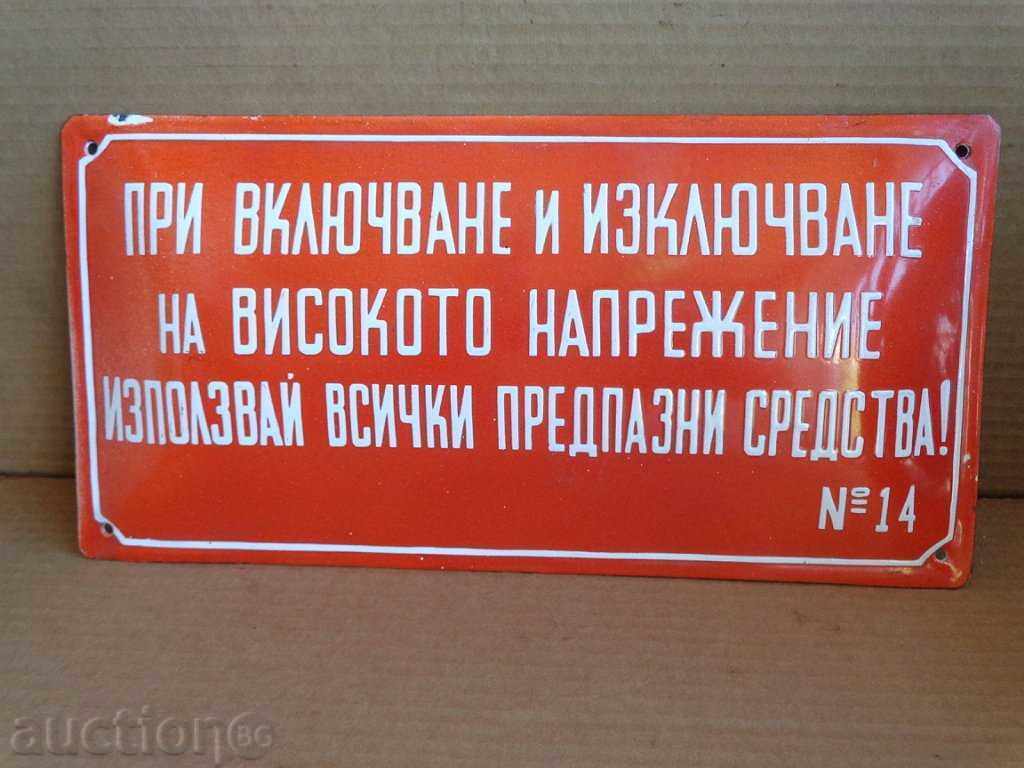 ПРИ ВКЛЮЧВАНЕ И ИЗКЛЮЧВАНЕ
НА ВИСОКОТО НАПРЕЖЕНИЕ
ИЗПОЛЗВАЙ ВСИЧКИ ПРЕДПАЗНИ СРЕДСТВА!
№ 14
auction.bg